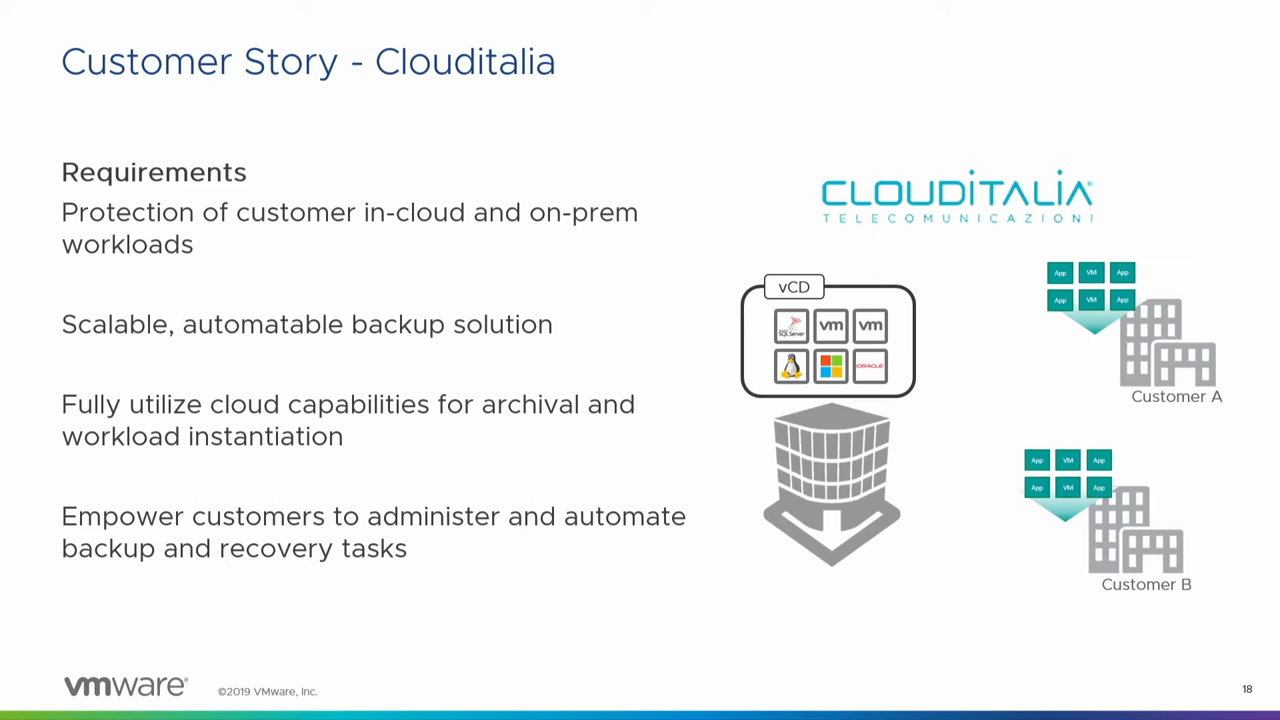 Customer Story - Clouditalia
Requirements
Protection of customer in-cloud and on-prem
workloads
Scalable, automatable backup solution
Fully utilize cloud capabilities for archival and
workload instantiation
Empower customers to administer and automate
backup and recovery tasks
CLOUDITALIA
TELECOMUNICAZIONI
vCD
SQL Server vm vm
ORACLE
App VM App
App VM App
Customer A
App VM App
App VM App
Customer B
vmware®
©2019 VMware, Inc.
18